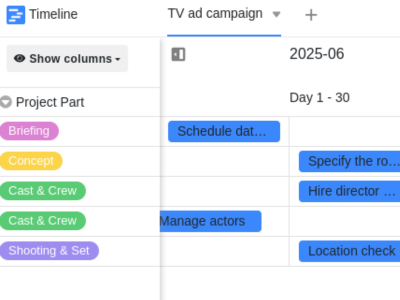 Timeline
TV ad campaign
Show columns
2025-06
Day 1 - 30
Project Part
Briefing
Schedule dat...
Concept
Specify the ro...
Cast & Crew
Hire director ...
Cast & Crew
Manage actors
Shooting & Set
Location check